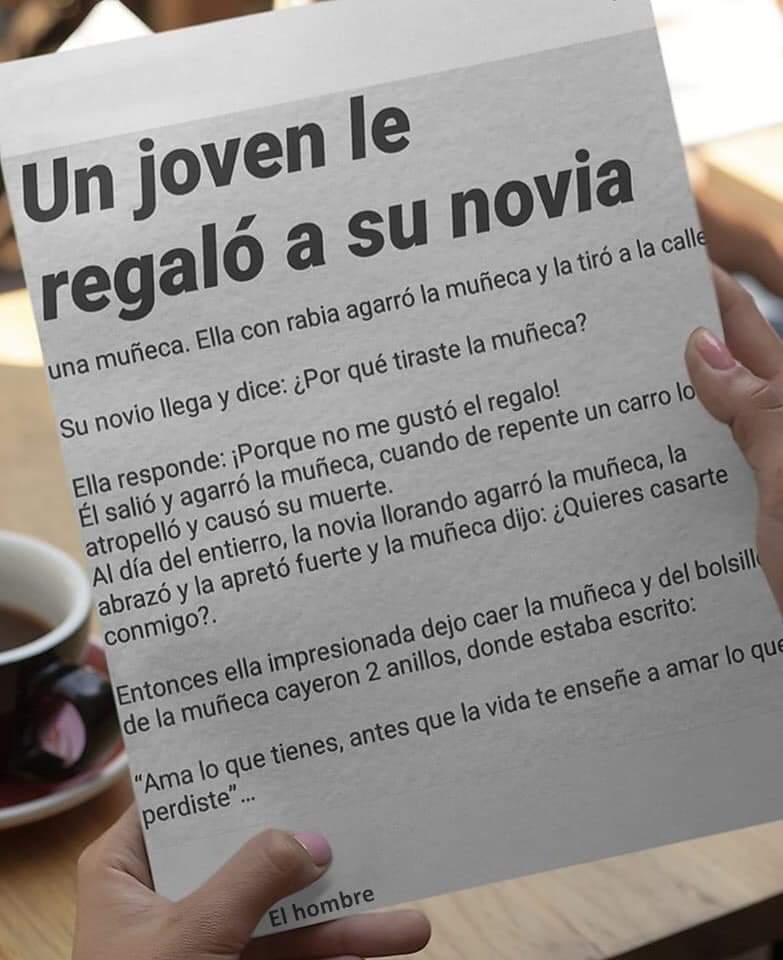 Un joven le
regaló a su novia
una muñeca. Ella con rabia agarró la muñeca y la tiró a la calle
Su novio llega y dice: ¿Por qué tiraste la muñeca?
Ella responde: ¡Porque no me gustó el regalo!
Él salió y agarró la muñeca, cuando de repente un carro lo
atropelló y causó su muerte.
Al día del entierro, la novia llorando agarró la muñeca, la
abrazó y la apretó fuerte y la muñeca dijo: ¿Quieres casarte
conmigo?.
Entonces ella impresionada dejo caer la muñeca y del bolsillo
de la muñeca cayeron 2 anillos, donde estaba escrito:
“Ama lo que tienes, antes que la vida te enseñe a amar lo que
perdiste”...
El hombre